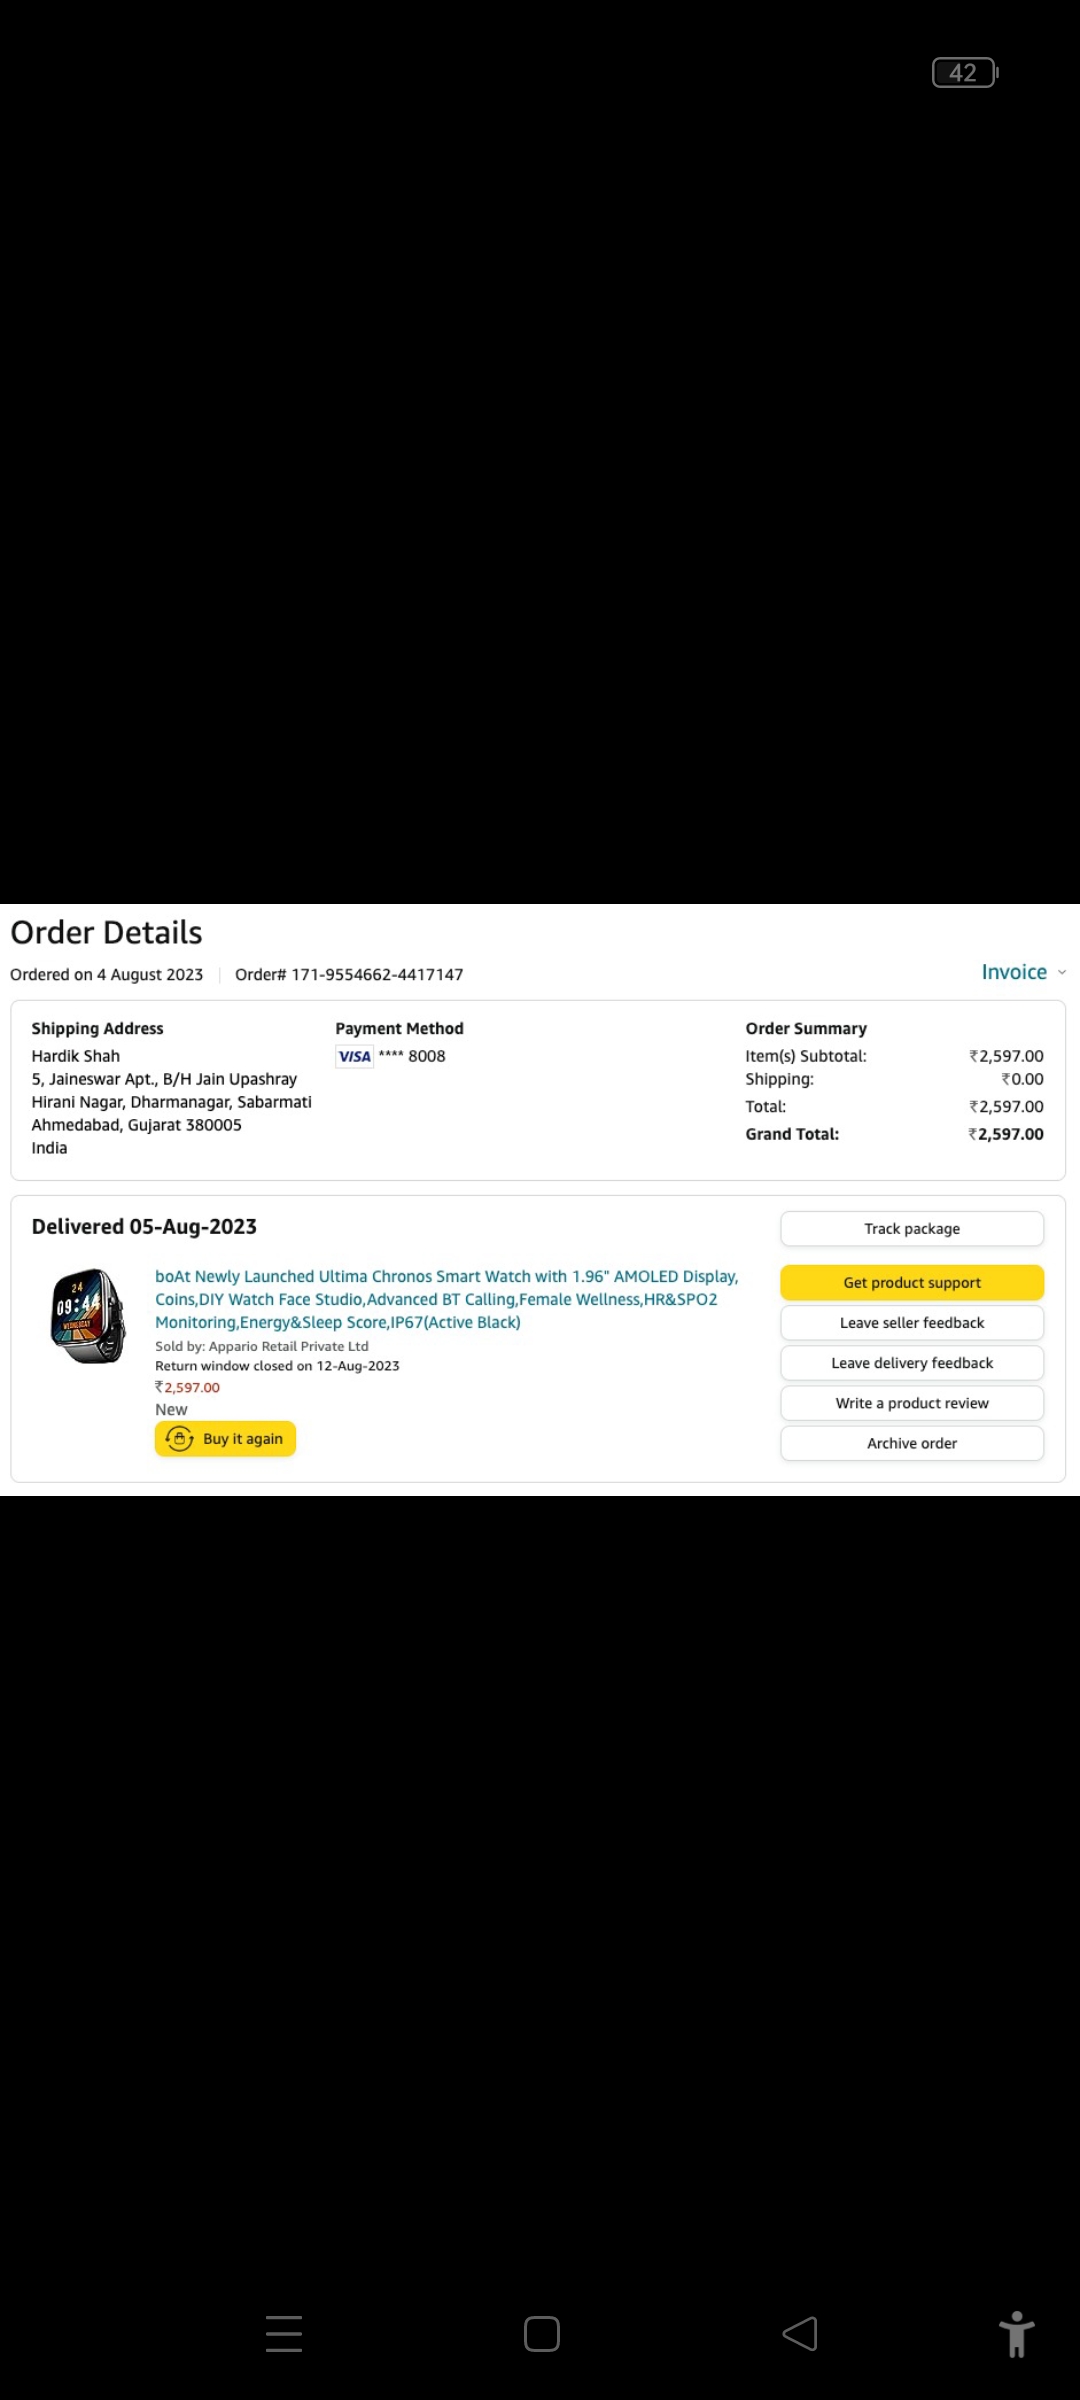 42
Order Details
Ordered on 4 August 2023 Order# 171-9554662-4417147
Invoice
Shipping Address
Hardik Shah
5, Jaineswar Apt., B/H Jain Upashray
Hirani Nagar, Dharmanagar, Sabarmati
Ahmedabad, Gujarat 380005
India
Payment Method
VISA **** 8008
Order Summary
Item(s) Subtotal: ₹2,597.00
Shipping: ₹0.00
Total: ₹2,597.00
Grand Total: ₹2,597.00
Delivered 05-Aug-2023
24
09:44
WEDNESDAY
boAt Newly Launched Ultima Chronos Smart Watch with 1.96" AMOLED Display,
Coins,DIY Watch Face Studio,Advanced BT Calling,Female Wellness,HR&SPO2
Monitoring,Energy&Sleep Score,IP67(Active Black)
Sold by: Appario Retail Private Ltd
Return window closed on 12-Aug-2023
₹2,597.00
New
Buy it again
Track package
Get product support
Leave seller feedback
Leave delivery feedback
Write a product review
Archive order